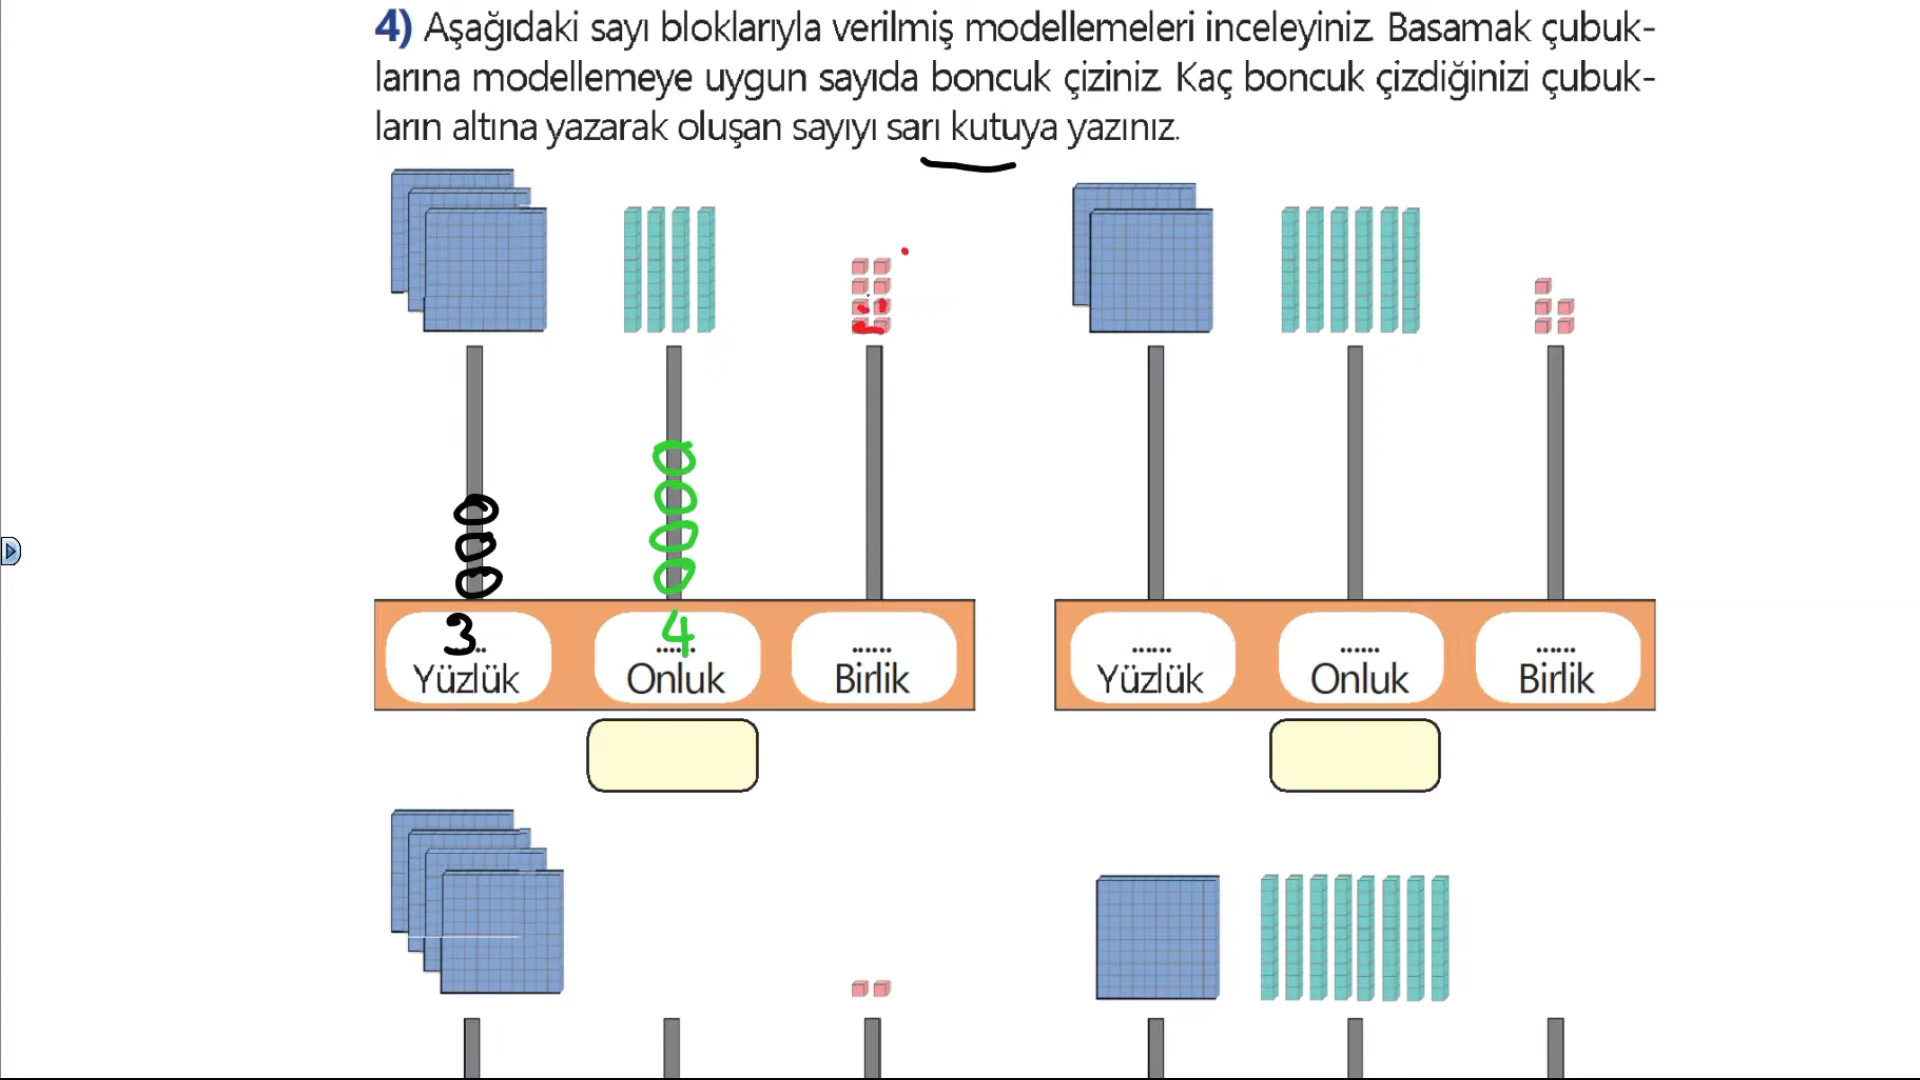 4) Aşağıdaki sayı bloklarıyla verilmiş modellemeleri inceleyiniz. Basamak çubuk-
larına modellemeye uygun sayıda boncuk çiziniz. Kaç boncuk çizdiğinizi çubuk-
ların altına yazarak oluşan sayıyı sarı kutuya yazınız.
3 4 ...... ...... ...... ......
Yüzlük Onluk Birlik Yüzlük Onluk Birlik